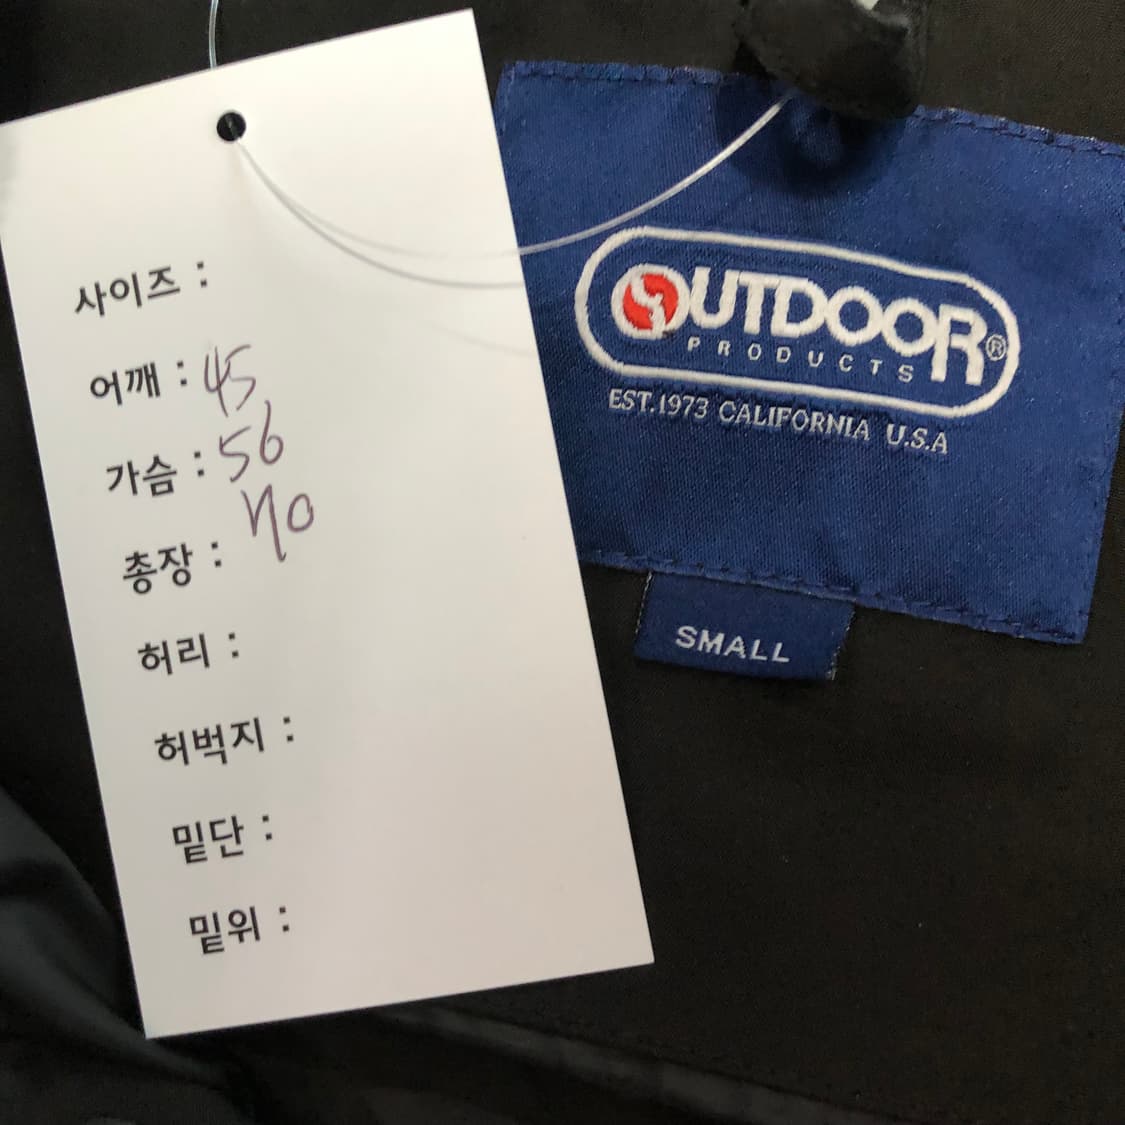 사이즈 :
어깨 : 45
가슴 : 56
총장 : 70
허리 :
허벅지 :
밑단 :
밑위 :
OUTDOOR®
PRODUCTS
EST.1973 CALIFORNIA U.S.A
SMALL